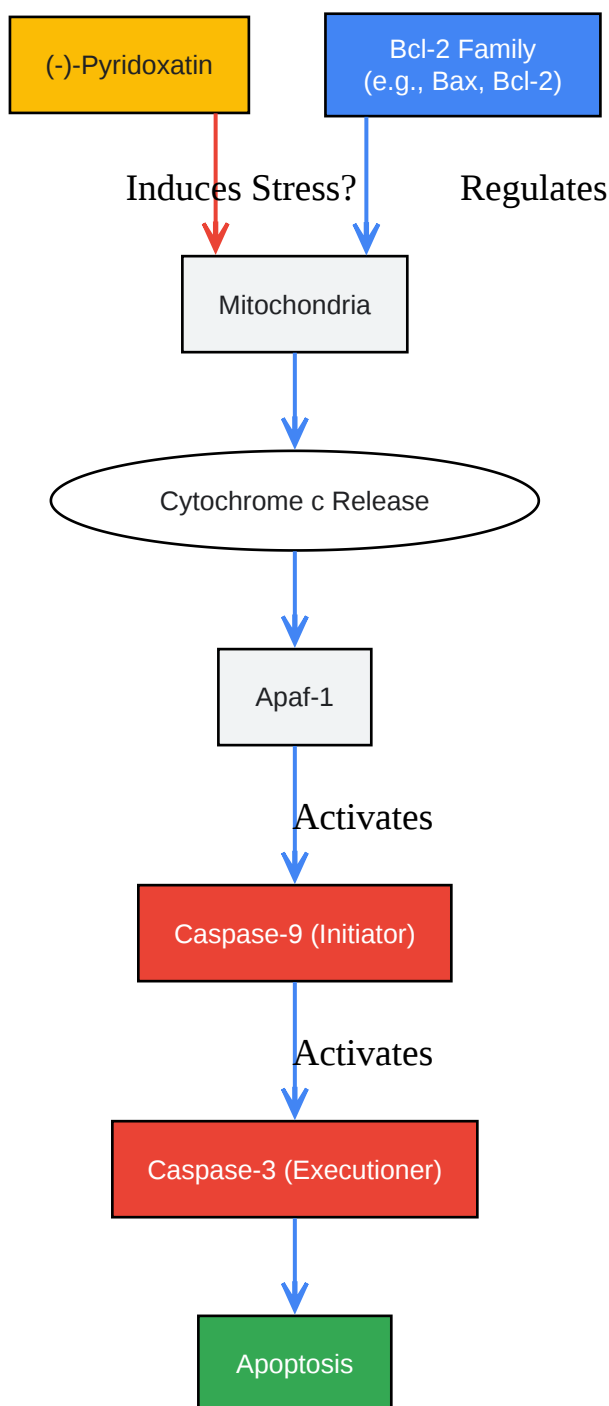 (-)-Pyridoxatin
Bcl-2 Family
(e.g., Bax, Bcl-2)
Induces Stress?
Regulates
Mitochondria
Cytochrome c Release
Apaf-1
Activates
Caspase-9 (Initiator)
Activates
Caspase-3 (Executioner)
Apoptosis